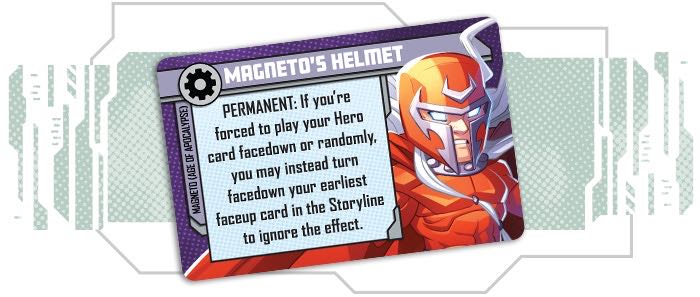 MAGNETO'S HELMET
MAGNETO (AGE OF APOCALYPSE)
PERMANENT: If you're
forced to play your Hero
card facedown or randomly,
you may instead turn
facedown your earliest
faceup card in the Storyline
to ignore the effect.